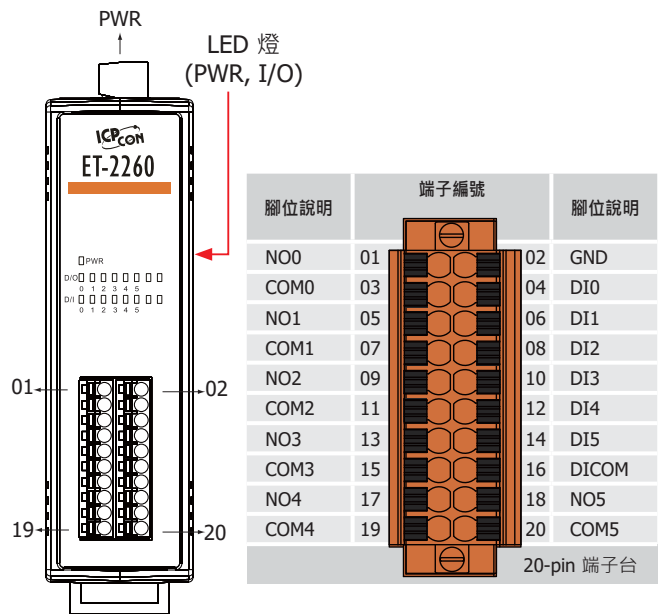 PWR
LED 燈
(PWR, I/O)
ICP CON
ET-2260
PWR
D/O
0 1 2 3 4 5
D/I
0 1 2 3 4 5
01
02
19
20
腳位說明 端子編號 腳位說明
NO0 01 02 GND
COM0 03 04 DI0
NO1 05 06 DI1
COM1 07 08 DI2
NO2 09 10 DI3
COM2 11 12 DI4
NO3 13 14 DI5
COM3 15 16 DICOM
NO4 17 18 NO5
COM4 19 20 COM5
20-pin 端子台